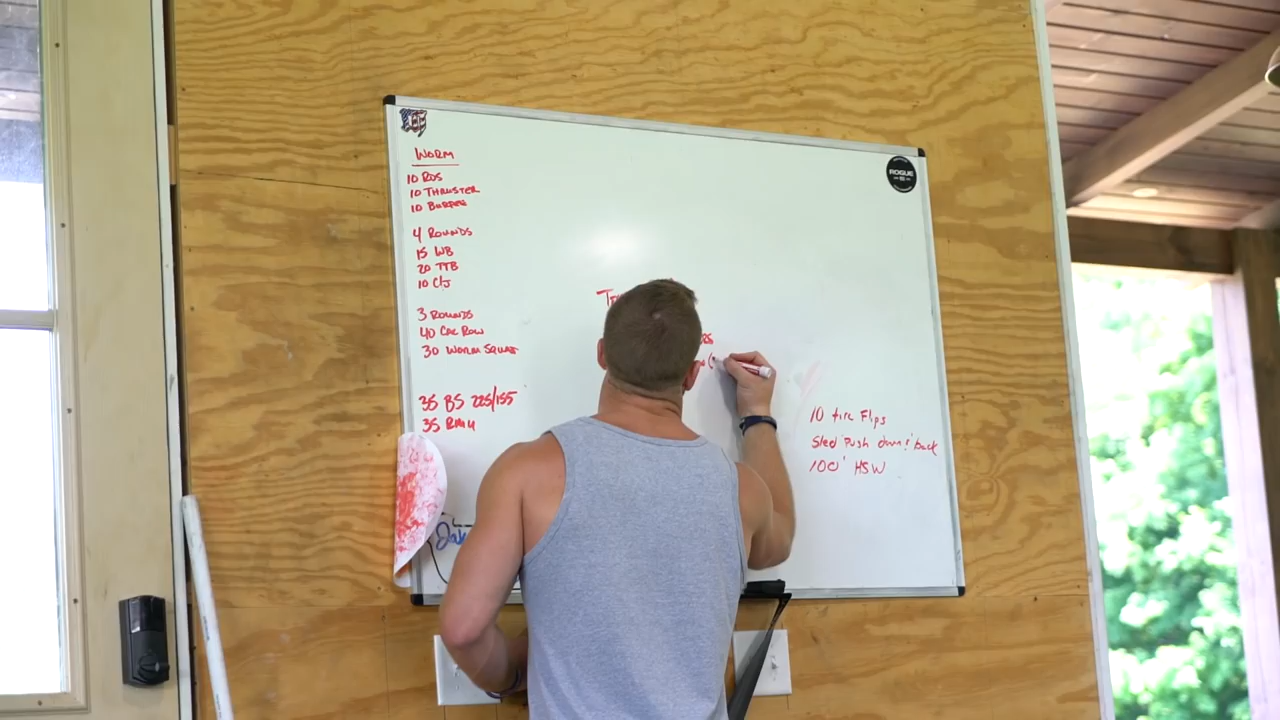 WORM
10 RDS
10 THRUSTER
10 BURPEE
4 ROUNDS
15 WB
20 TTB
10 C/J
3 ROUNDS
40 CAL ROW
30 WORM SQUAT
35 BS 225/155
35 RMU
ROGUE
10 tire Flips
Sled Push down & back
100' HSW